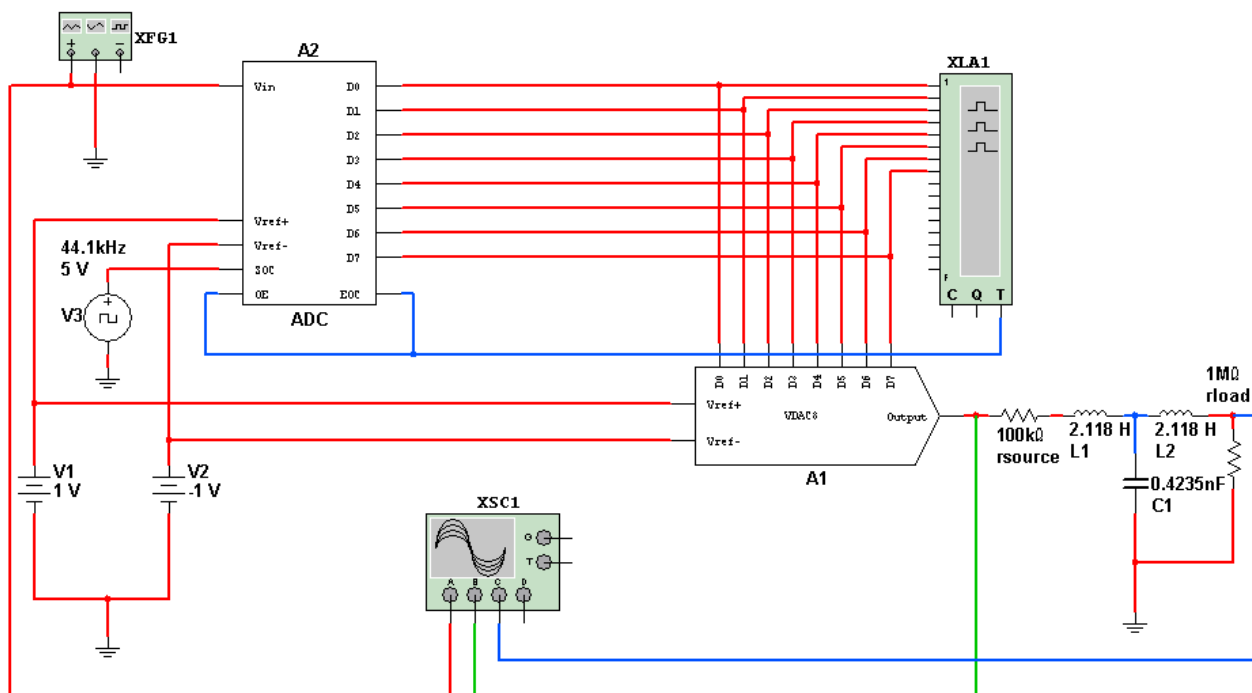 XFG1
+
−
A2
Vin
Vref+
Vref-
SOC
OE
D0
D1
D2
D3
D4
D5
D6
D7
EOC
ADC
44.1kHz
5 V
V3
+
XLA1
1
F
C Q T
D0 D1 D2 D3 D4 D5 D6 D7
Vref+
VDAC8
Output
Vref-
A1
V1
1 V
V2
-1 V
100kΩ
rsource
2.118 H
L1
2.118 H
L2
1MΩ
rload
0.4235nF
C1
XSC1
G
T
A B C D